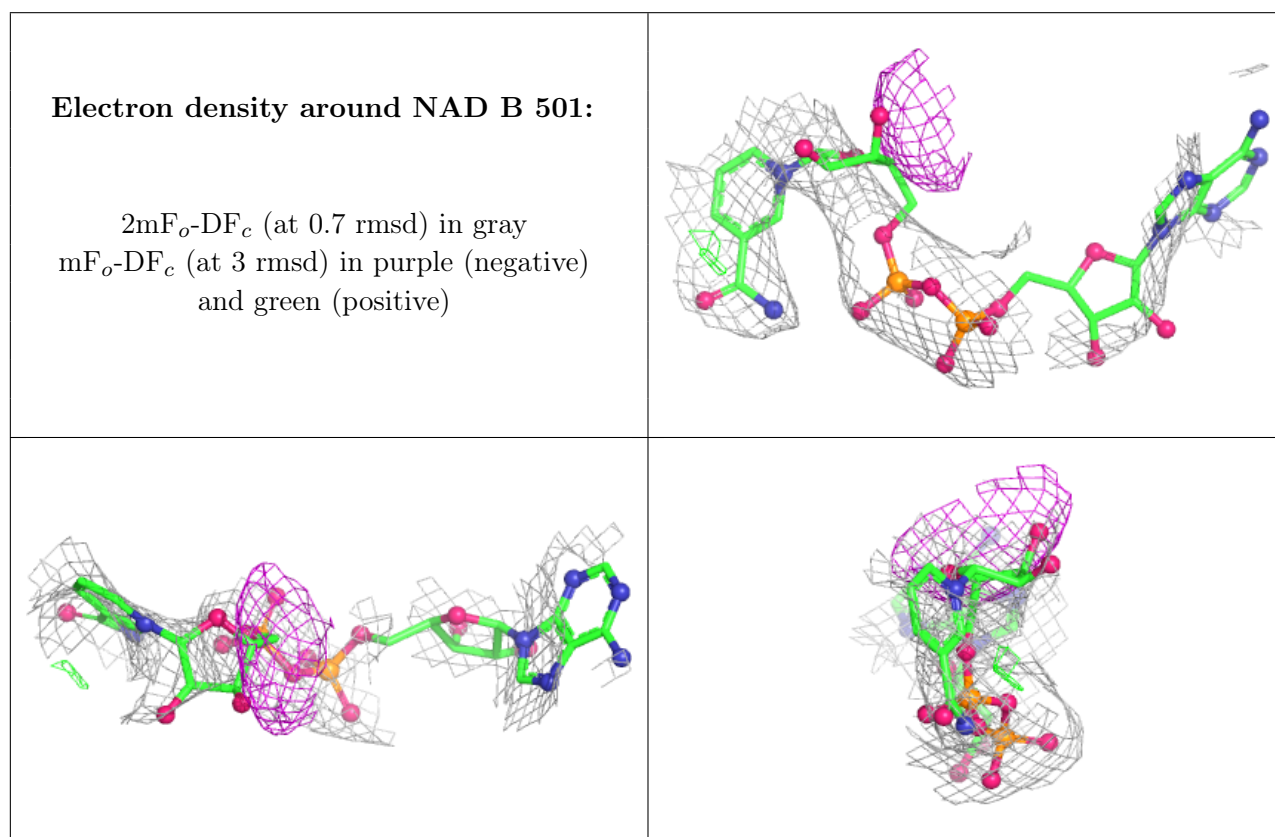 Electron density around NAD B 501:
2mFo-DFc (at 0.7 rmsd) in gray
mFo-DFc (at 3 rmsd) in purple (negative)
and green (positive)